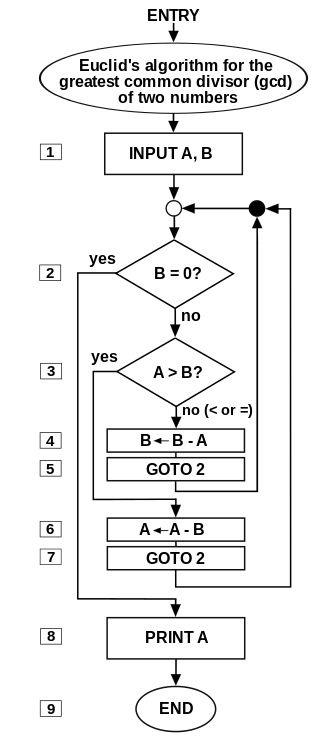 ENTRY
Euclid's algorithm for the
greatest common divisor (gcd)
of two numbers
1
INPUT A, B
yes
2
B = 0?
no
yes
3
A > B?
no (< or =)
4
B←B - A
5
GOTO 2
6
A←A - B
7
GOTO 2
8
PRINT A
9
END